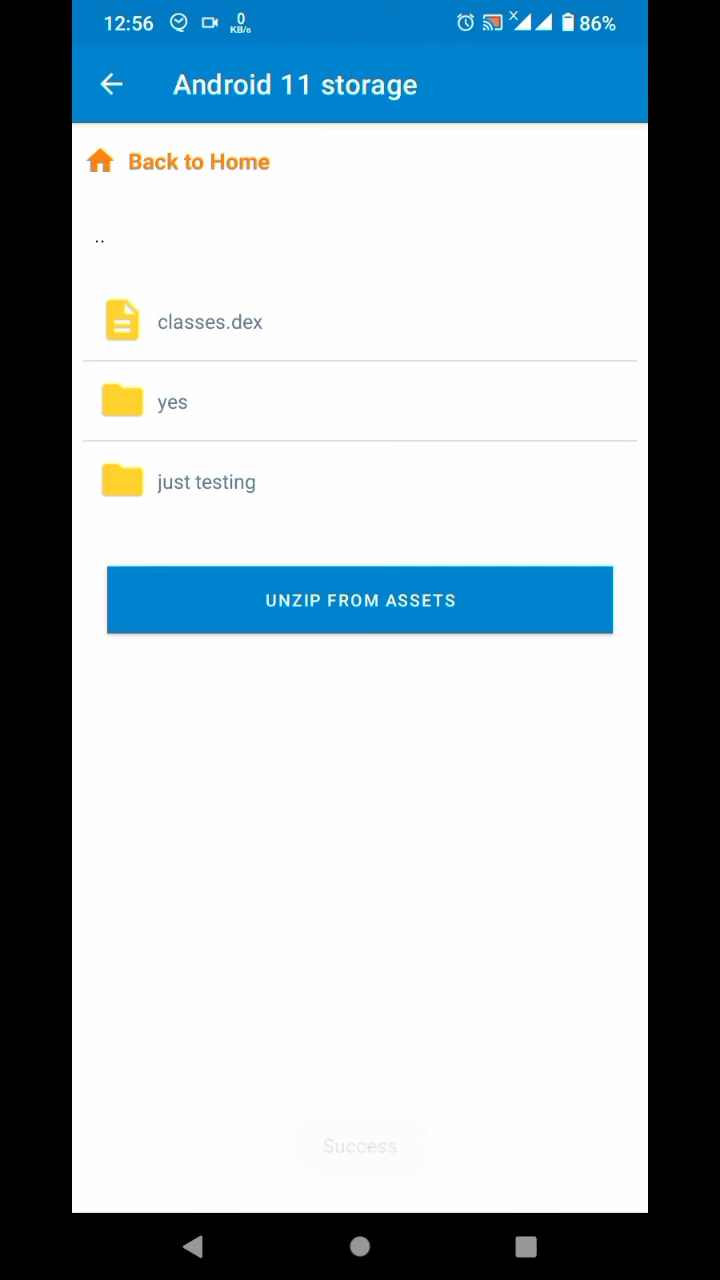 12:56 0 KB/s X 86%
Android 11 storage
Back to Home
..
classes.dex
yes
just testing
UNZIP FROM ASSETS
Success